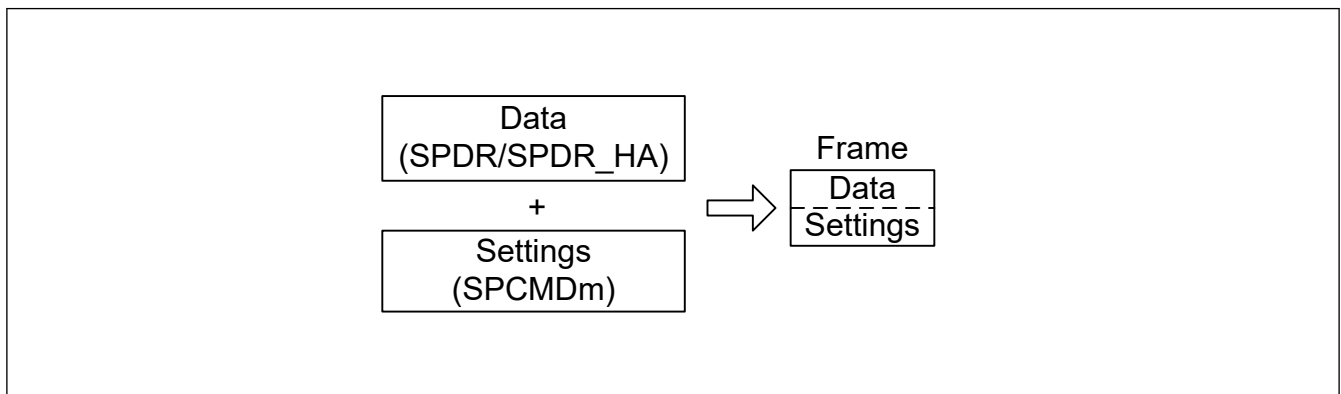 Data
(SPDR/SPDR_HA)
+
Settings
(SPCMDm)
Frame
Data
Settings